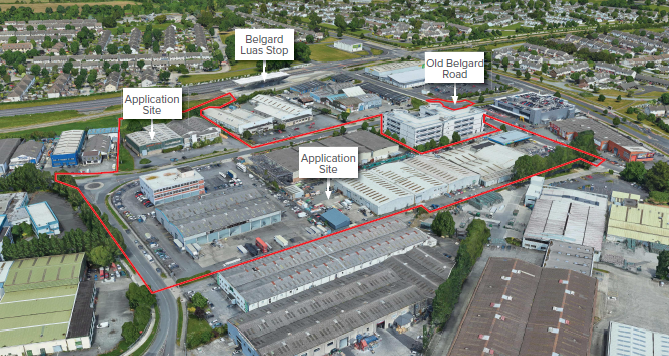 Belgard
Luas Stop
Old Belgard
Road
Application
Site
Application
Site